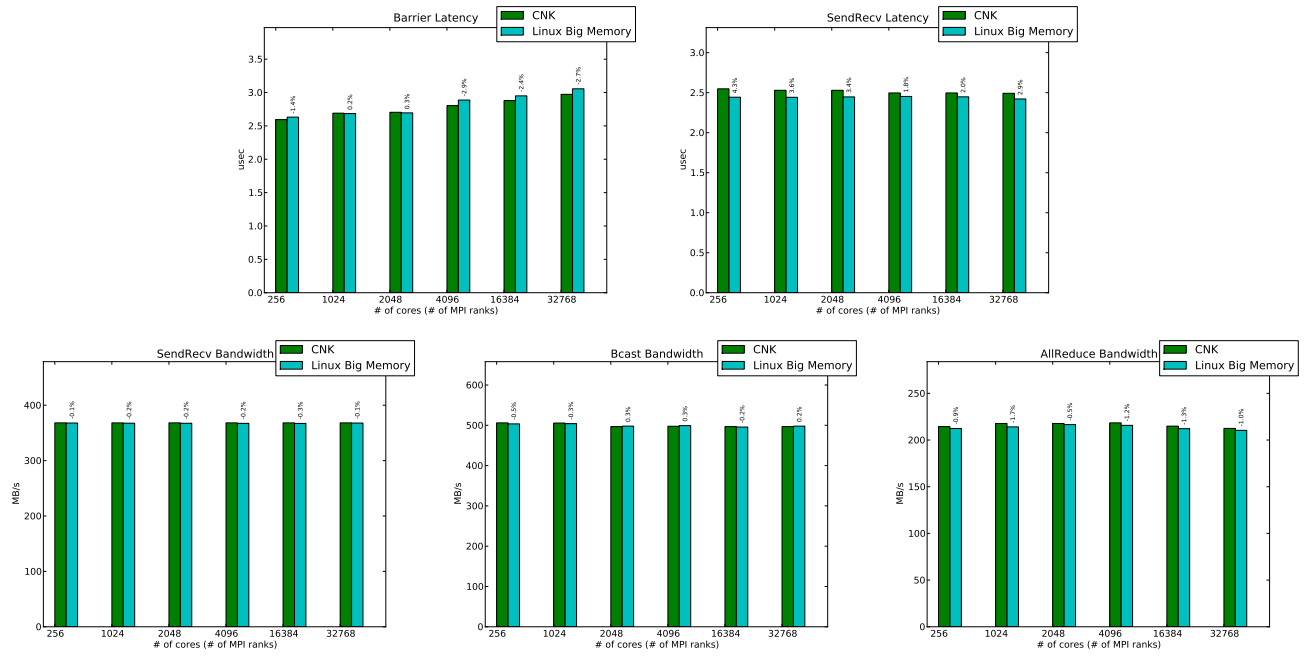 Barrier Latency
CNK
Linux Big Memory
3.5
3.0
2.5
2.0
1.5
1.0
0.5
0.0
usec
-1.4%
0.2%
0.3%
-2.9%
-2.4%
-2.7%
256 1024 2048 4096 16384 32768
# of cores (# of MPI ranks)
SendRecv Latency
CNK
Linux Big Memory
3.0
2.5
2.0
1.5
1.0
0.5
0.0
usec
4.3%
3.6%
3.4%
1.8%
2.0%
2.9%
256 1024 2048 4096 16384 32768
# of cores (# of MPI ranks)
SendRecv Bandwidth
CNK
Linux Big Memory
400
300
200
100
0
MB/s
-0.1%
-0.2%
-0.2%
-0.2%
-0.3%
-0.1%
256 1024 2048 4096 16384 32768
# of cores (# of MPI ranks)
Bcast Bandwidth
CNK
Linux Big Memory
600
500
400
300
200
100
0
MB/s
-0.5%
-0.3%
0.3%
0.3%
-0.2%
0.2%
256 1024 2048 4096 16384 32768
# of cores (# of MPI ranks)
AllReduce Bandwidth
CNK
Linux Big Memory
250
200
150
100
50
0
MB/s
-0.9%
-1.7%
-0.5%
-1.2%
-1.3%
-1.0%
256 1024 2048 4096 16384 32768
# of cores (# of MPI ranks)